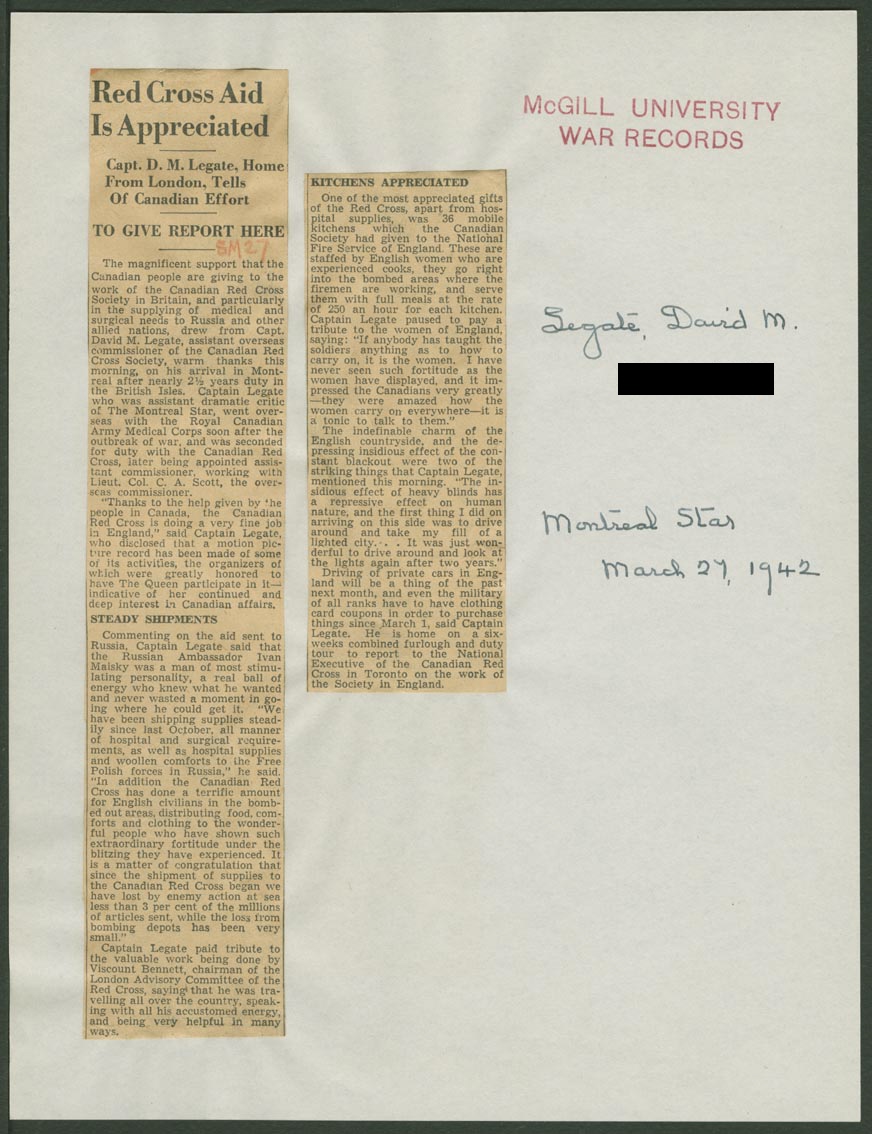 Red Cross Aid
Is Appreciated
Capt. D. M. Legate, Home
From London, Tells
Of Canadian Effort
TO GIVE REPORT HERE
SM 27
The magnificent support that the
Canadian people are giving to the
work of the Canadian Red Cross
Society in Britain, and particularly
in the supplying of medical and
surgical needs to Russia and other
allied nations, drew from Capt.
David M. Legate, assistant overseas
commissioner of the Canadian Red
Cross Society, warm thanks this
morning, on his arrival in Mont-
real after nearly 2½ years duty in
the British Isles. Captain Legate
who was assistant dramatic critic
of The Montreal Star, went over-
seas with the Royal Canadian
Army Medical Corps soon after the
outbreak of war, and was seconded
for duty with the Canadian Red
Cross, later being appointed assis-
tant commissioner, working with
Lieut. Col. C. A. Scott, the over-
seas commissioner.
"Thanks to the help given by the
people in Canada, the Canadian
Red Cross is doing a very fine job
in England," said Captain Legate,
who disclosed that a motion pic-
ture record has been made of some
of its activities, the organizers of
which were greatly honored to
have The Queen participate in it—
indicative of her continued and
deep interest in Canadian affairs.
STEADY SHIPMENTS
Commenting on the aid sent to
Russia, Captain Legate said that
the Russian Ambassador Ivan
Maisky was a man of most stimu-
lating personality, a real ball of
energy who knew what he wanted
and never wasted a moment in go-
ing where he could get it. "We
have been shipping supplies stead-
ily since last October, all manner
of hospital and surgical require-
ments, as well as hospital supplies
and woollen comforts to the Free
Polish forces in Russia," he said.
"In addition the Canadian Red
Cross has done a terrific amount
for English civilians in the bomb-
ed out areas, distributing food, com-
forts and clothing to the wonder-
ful people who have shown such
extraordinary fortitude under the
blitzing they have experienced. It
is a matter of congratulation that
since the shipment of supplies to
the Canadian Red Cross began we
have lost by enemy action at sea
less than 3 per cent of the millions
of articles sent, while the loss from
bombing depots has been very
small."
Captain Legate paid tribute to
the valuable work being done by
Viscount Bennett, chairman of the
London Advisory Committee of the
Red Cross, saying that he was tra-
velling all over the country, speak-
ing with all his accustomed energy,
and being very helpful in many
ways.
KITCHENS APPRECIATED
One of the most appreciated gifts
of the Red Cross, apart from hos-
pital supplies, was 36 mobile
kitchens which the Canadian
Society had given to the National
Fire Service of England. These are
staffed by English women who are
experienced cooks, they go right
into the bombed areas where the
firemen are working, and serve
them with full meals at the rate
of 250 an hour for each kitchen.
Captain Legate paused to pay a
tribute to the women of England,
saying: "If anybody has taught the
soldiers anything as to how to
carry on, it is the women. I have
never seen such fortitude as the
women have displayed, and it im-
pressed the Canadians very greatly
—they were amazed how the
women carry on everywhere—it is
a tonic to talk to them."
The indefinable charm of the
English countryside, and the de-
pressing insidious effect of the con-
stant blackout were two of the
striking things that Captain Legate,
mentioned this morning. "The in-
sidious effect of heavy blinds has
a repressive effect on human
nature, and the first thing I did on
arriving on this side was to drive
around and take my fill of a
lighted city. . . It was just won-
derful to drive around and look at
the lights again after two years."
Driving of private cars in Eng-
land will be a thing of the past
next month, and even the military
of all ranks have to have clothing
card coupons in order to purchase
things since March 1, said Captain
Legate. He is home on a six-
weeks combined furlough and duty
tour to report to the National
Executive of the Canadian Red
Cross in Toronto on the work of
the Society in England.
McGILL UNIVERSITY
WAR RECORDS
Legate, David M.
Montreal Star
March 27, 1942